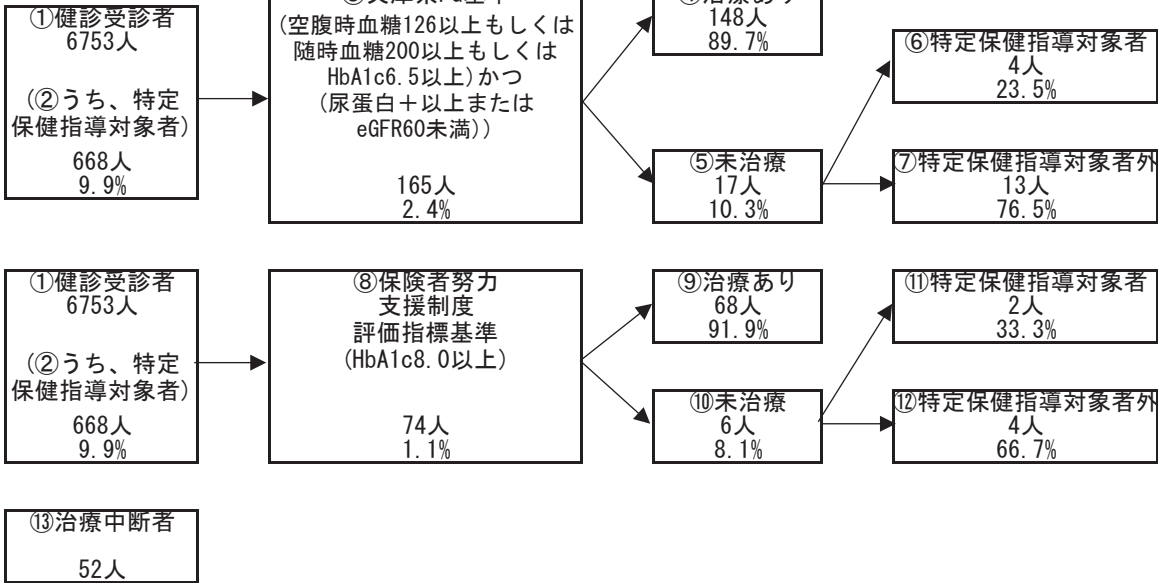 ①健診受診者
6753人
(②うち、特定
保健指導対象者)
668人
9.9%
(空腹時血糖126以上もしくは
随時血糖200以上もしくは
HbA1c6.5以上)かつ
(尿蛋白+以上または
eGFR60未満))
165人
2.4%
148人
89.7%
⑤未治療
17人
10.3%
⑥特定保健指導対象者
4人
23.5%
⑦特定保健指導対象者外
13人
76.5%
①健診受診者
6753人
(②うち、特定
保健指導対象者)
668人
9.9%
⑧保険者努力
支援制度
評価指標基準
(HbA1c8.0以上)
74人
1.1%
⑨治療あり
68人
91.9%
⑩未治療
6人
8.1%
⑪特定保健指導対象者
2人
33.3%
⑫特定保健指導対象者外
4人
66.7%
⑬治療中断者
52人